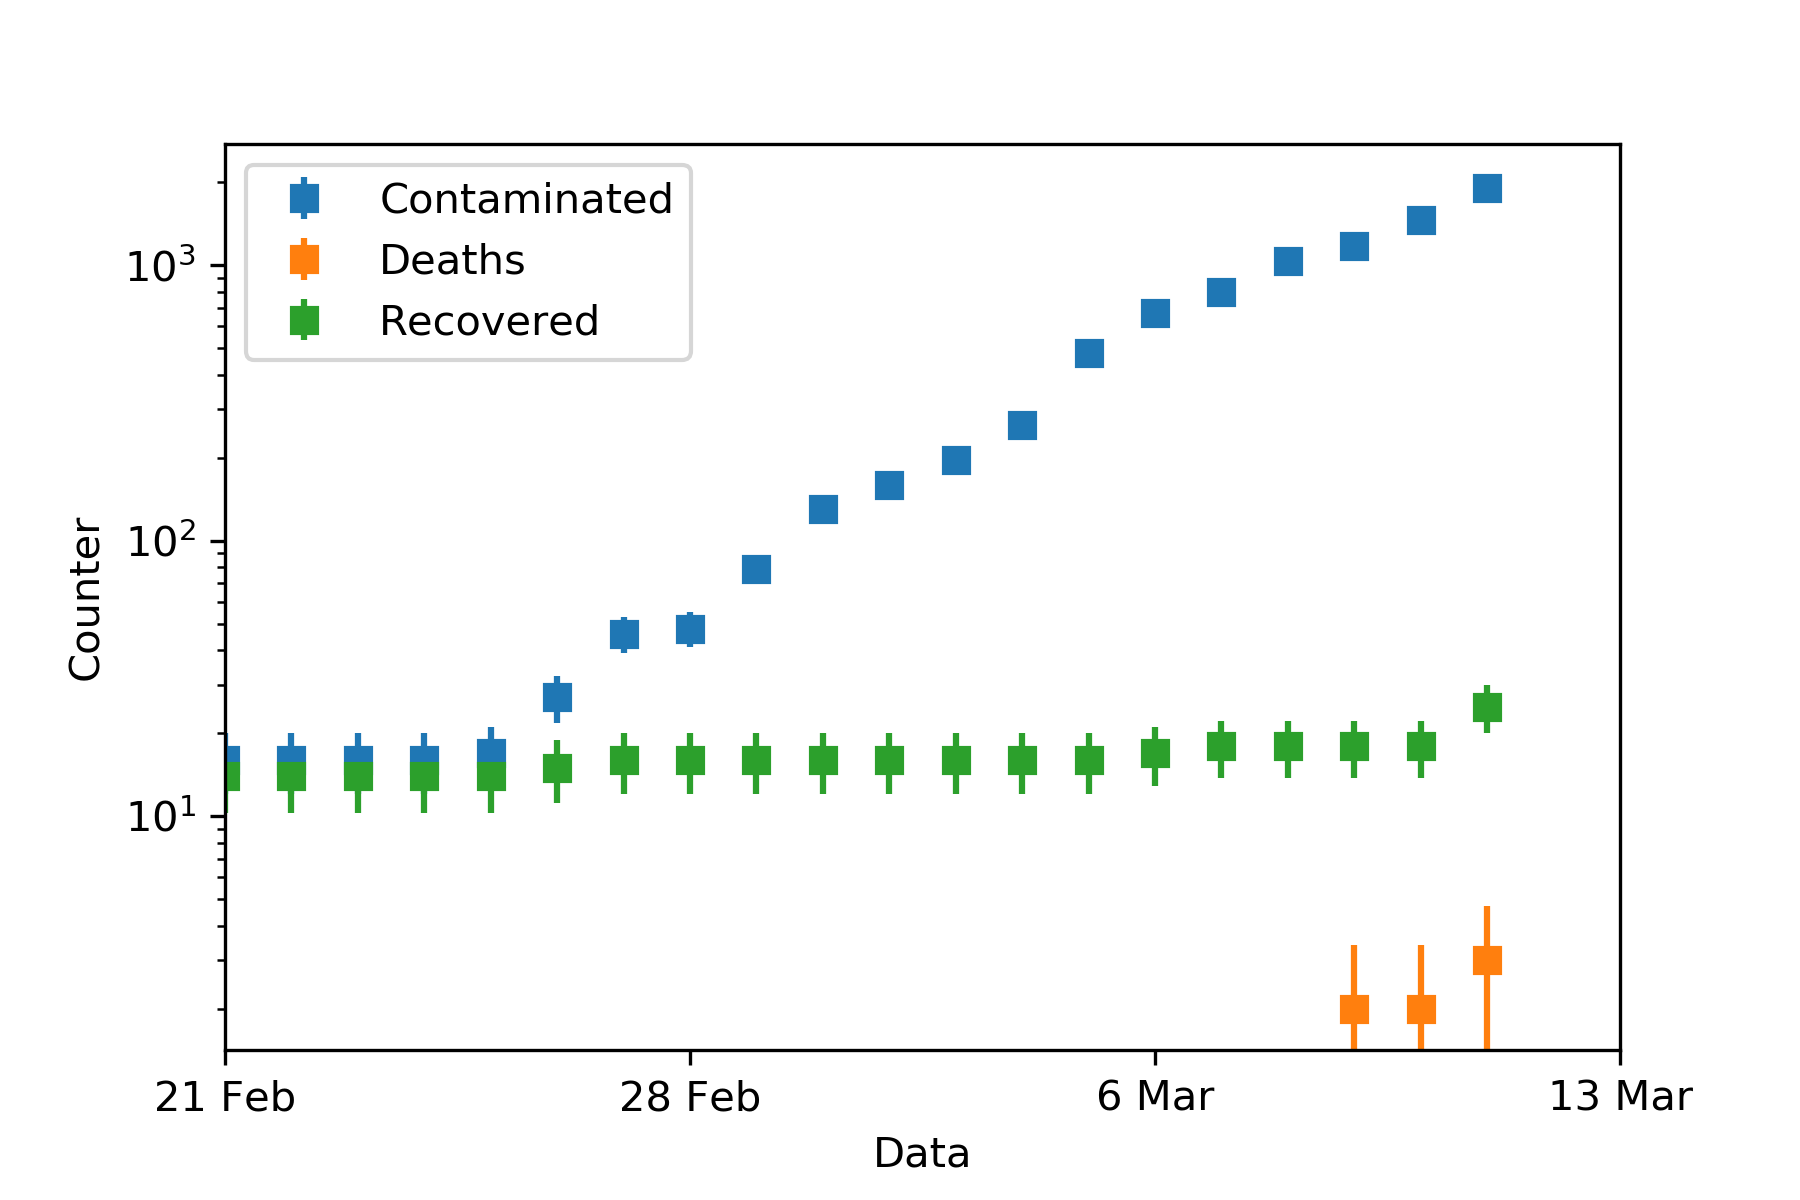 Contaminated
Deaths
Recovered
10³
10²
10¹
Counter
21 Feb
28 Feb
6 Mar
13 Mar
Data